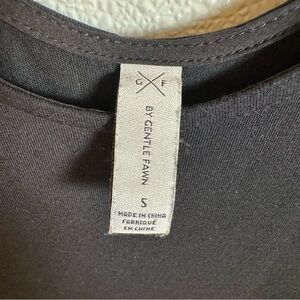 G F
BY GENTLE FAWN
S
MADE IN CHINA
FABRIQUÉ
EN CHINE